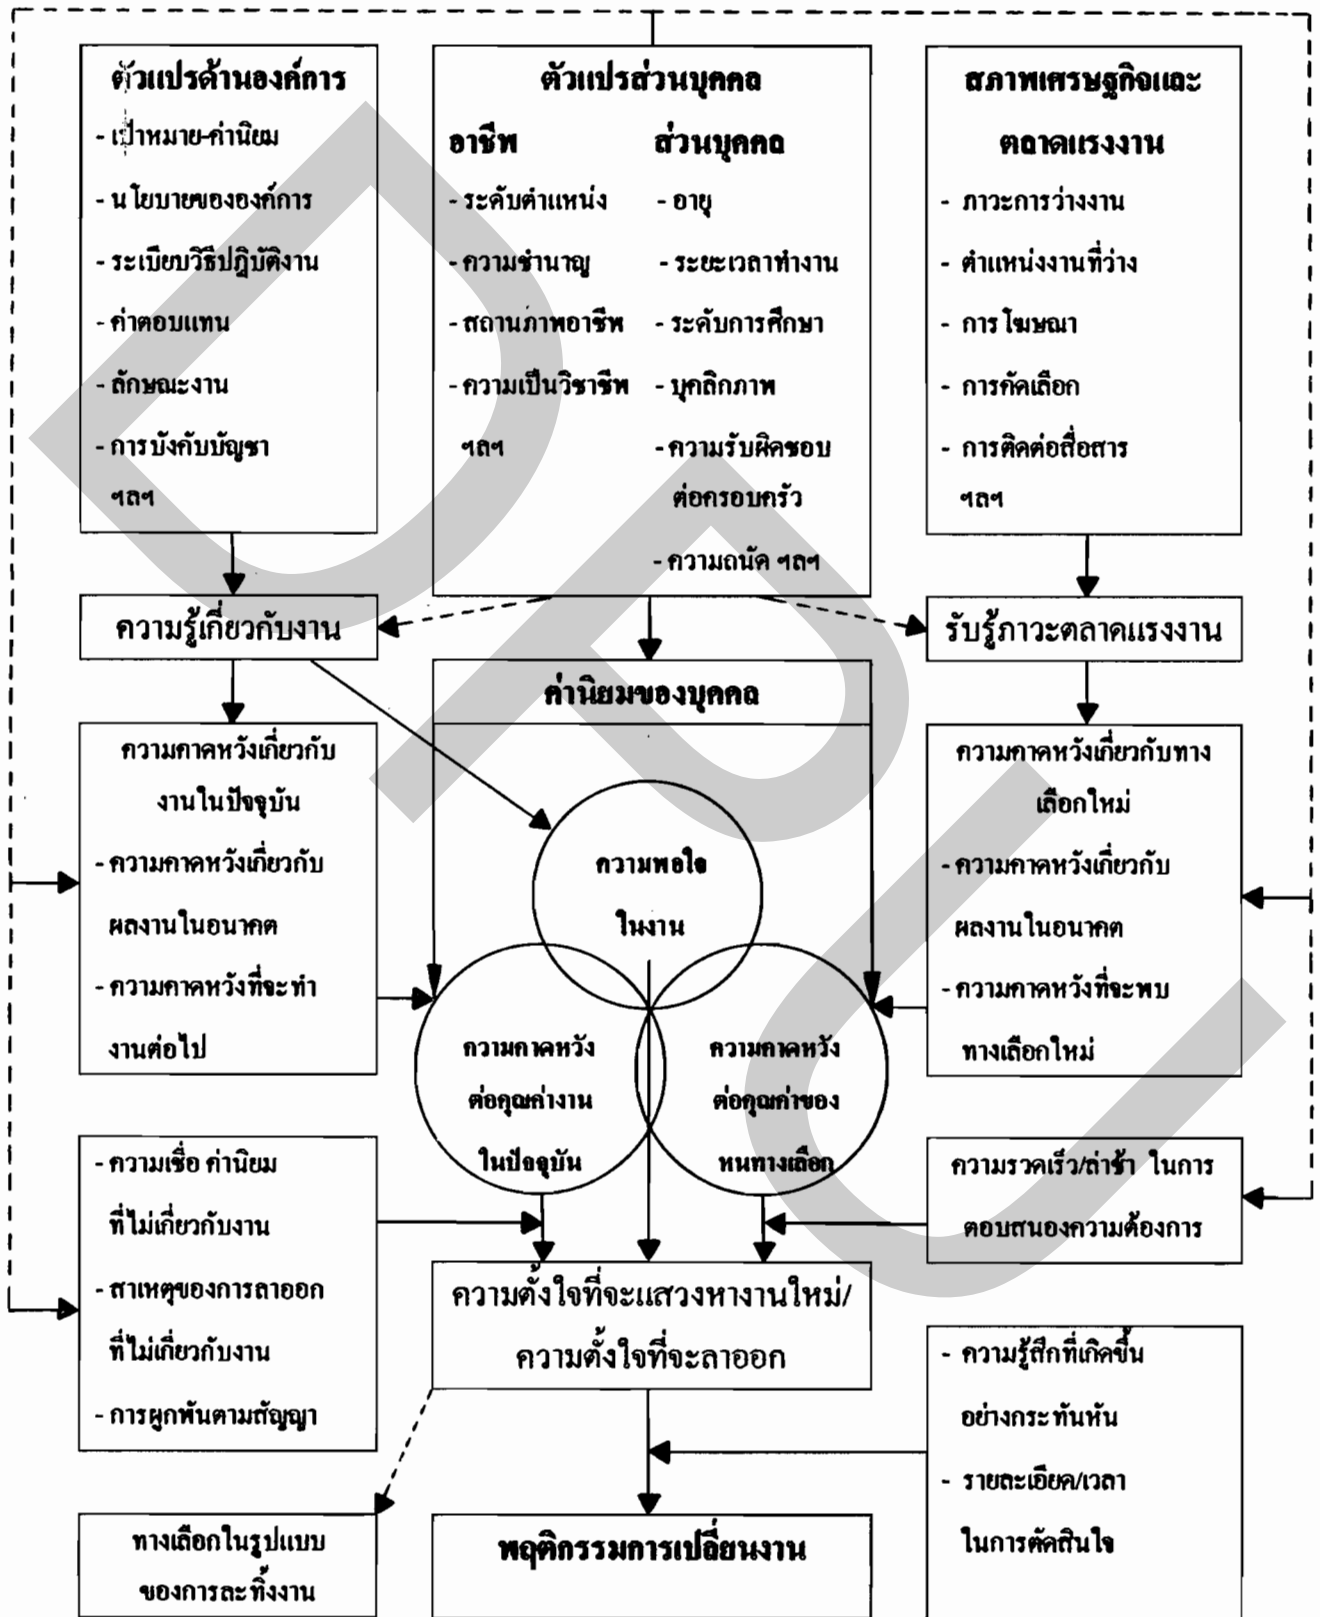 ตัวแปรด้านองค์การ
- เป้าหมาย-ค่านิยม
- นโยบายขององค์การ
- ระเบียบวิธีปฏิบัติงาน
- ค่าตอบแทน
- ลักษณะงาน
- การบังคับบัญชา
ฯลฯ
ตัวแปรส่วนบุคคล
อาชีพ
- ระดับตำแหน่ง
- ความชำนาญ
- สถานภาพอาชีพ
- ความเป็นวิชาชีพ
ฯลฯ
ส่วนบุคคล
- อายุ
- ระยะเวลาทำงาน
- ระดับการศึกษา
- บุคลิกภาพ
- ความรับผิดชอบ
ต่อครอบครัว
- ความถนัด ฯลฯ
สภาพเศรษฐกิจและ
ตลาดแรงงาน
- ภาวะการว่างงาน
- ตำแหน่งงานที่ว่าง
- การโฆษณา
- การคัดเลือก
- การติดต่อสื่อสาร
ฯลฯ
ความรู้เกี่ยวกับงาน
รับรู้ภาวะตลาดแรงงาน
ค่านิยมของบุคคล
ความคาดหวังเกี่ยวกับ
งานในปัจจุบัน
- ความคาดหวังเกี่ยวกับ
ผลงานในอนาคต
- ความคาดหวังที่จะทำ
งานต่อไป
ความพอใจ
ในงาน
ความคาดหวัง
ต่อคุณค่างาน
ในปัจจุบัน
ความคาดหวัง
ต่อคุณค่าของ
หนทางเลือก
ความคาดหวังเกี่ยวกับทาง
เลือกใหม่
- ความคาดหวังเกี่ยวกับ
ผลงานในอนาคต
- ความคาดหวังที่จะพบ
ทางเลือกใหม่
- ความเชื่อ ค่านิยม
ที่ไม่เกี่ยวกับงาน
- สาเหตุของการลาออก
ที่ไม่เกี่ยวกับงาน
- การผูกพันตามสัญญา
ความรวดเร็ว/ล่าช้า ในการ
ตอบสนองความต้องการ
ความตั้งใจที่จะแสวงหางานใหม่/
ความตั้งใจที่จะลาออก
- ความรู้สึกที่เกิดขึ้น
อย่างกระทันหัน
- รายละเอียด/เวลา
ในการตัดสินใจ
ทางเลือกในรูปแบบ
ของการละทิ้งงาน
พฤติกรรมการเปลี่ยนงาน
DPU